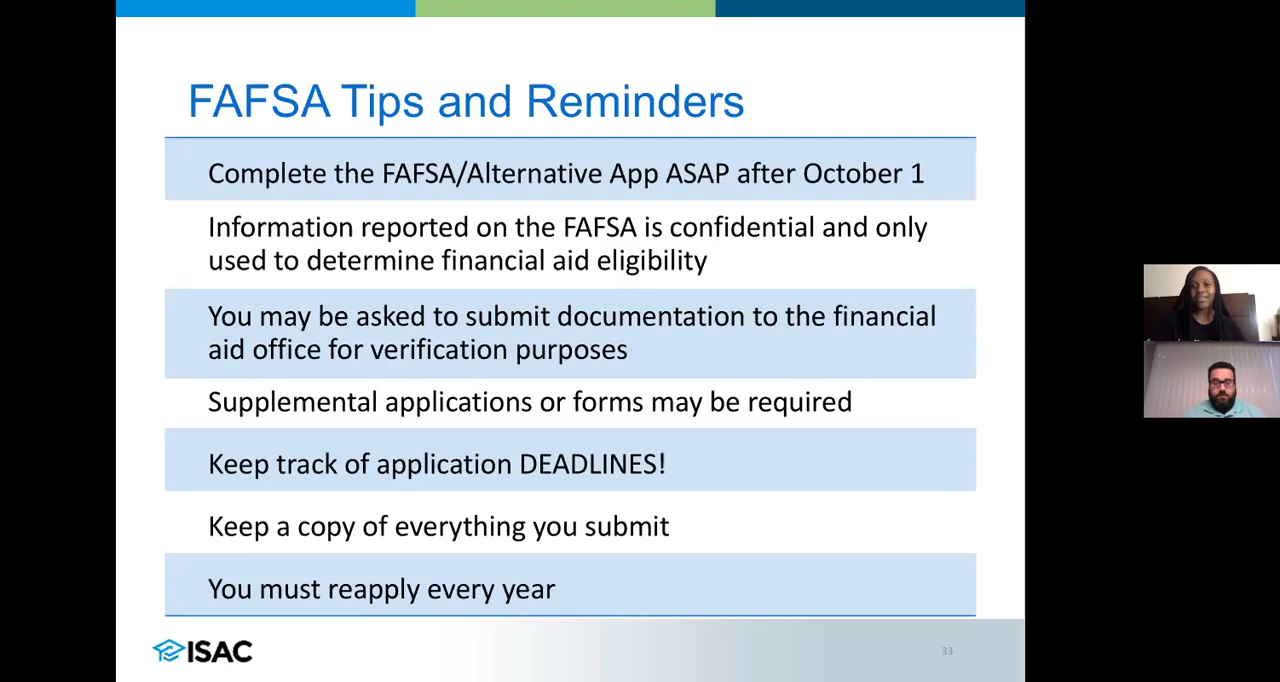 FAFSA Tips and Reminders
Complete the FAFSA/Alternative App ASAP after October 1
Information reported on the FAFSA is confidential and only
used to determine financial aid eligibility
You may be asked to submit documentation to the financial
aid office for verification purposes
Supplemental applications or forms may be required
Keep track of application DEADLINES!
Keep a copy of everything you submit
You must reapply every year
ISAC
33